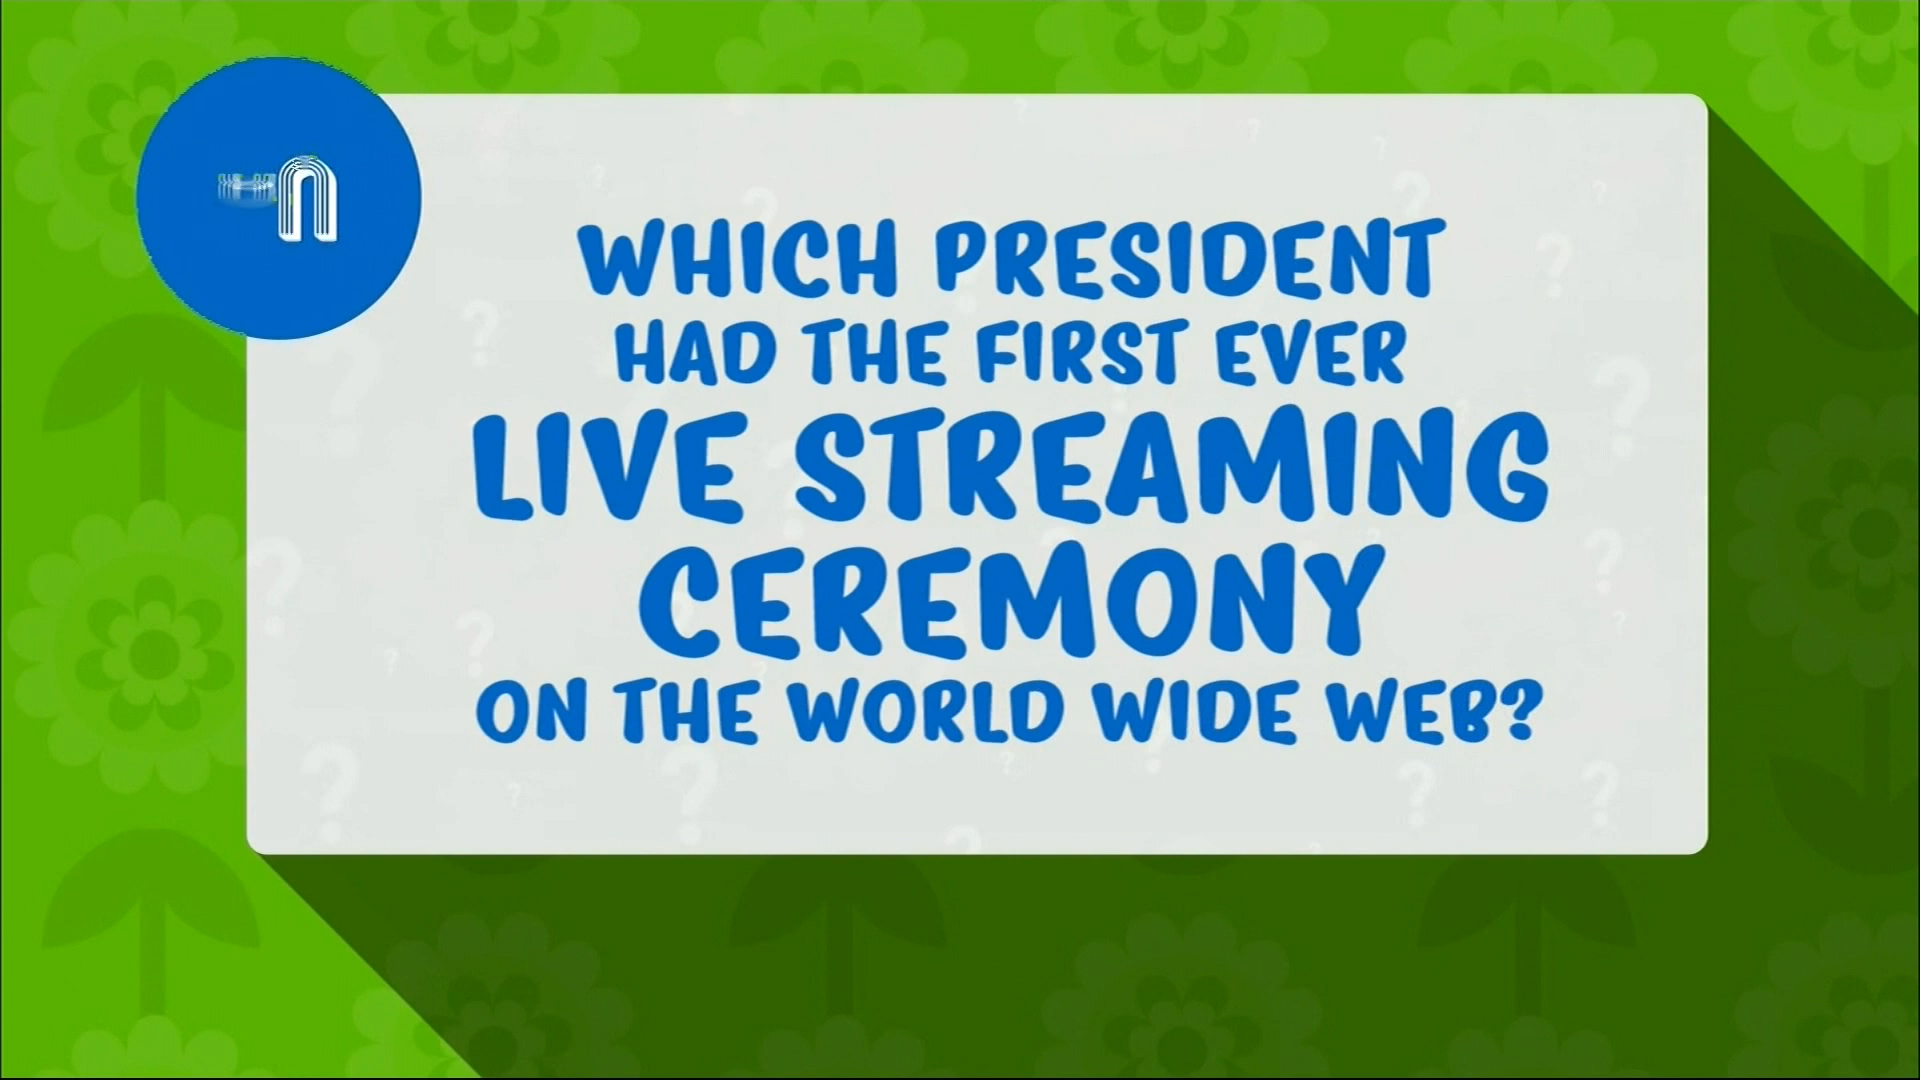 WHICH PRESIDENT
HAD THE FIRST EVER
LIVE STREAMING
CEREMONY
ON THE WORLD WIDE WEB?